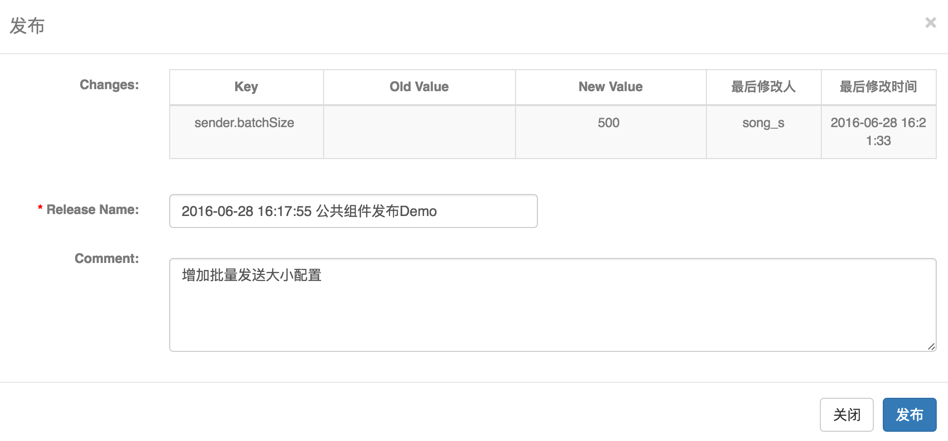 发布
×
Changes:
Key Old Value New Value 最后修改人 最后修改时间
sender.batchSize 500 song_s 2016-06-28 16:2
1:33
* Release Name: 2016-06-28 16:17:55 公共组件发布Demo
Comment:
增加批量发送大小配置
关闭 发布